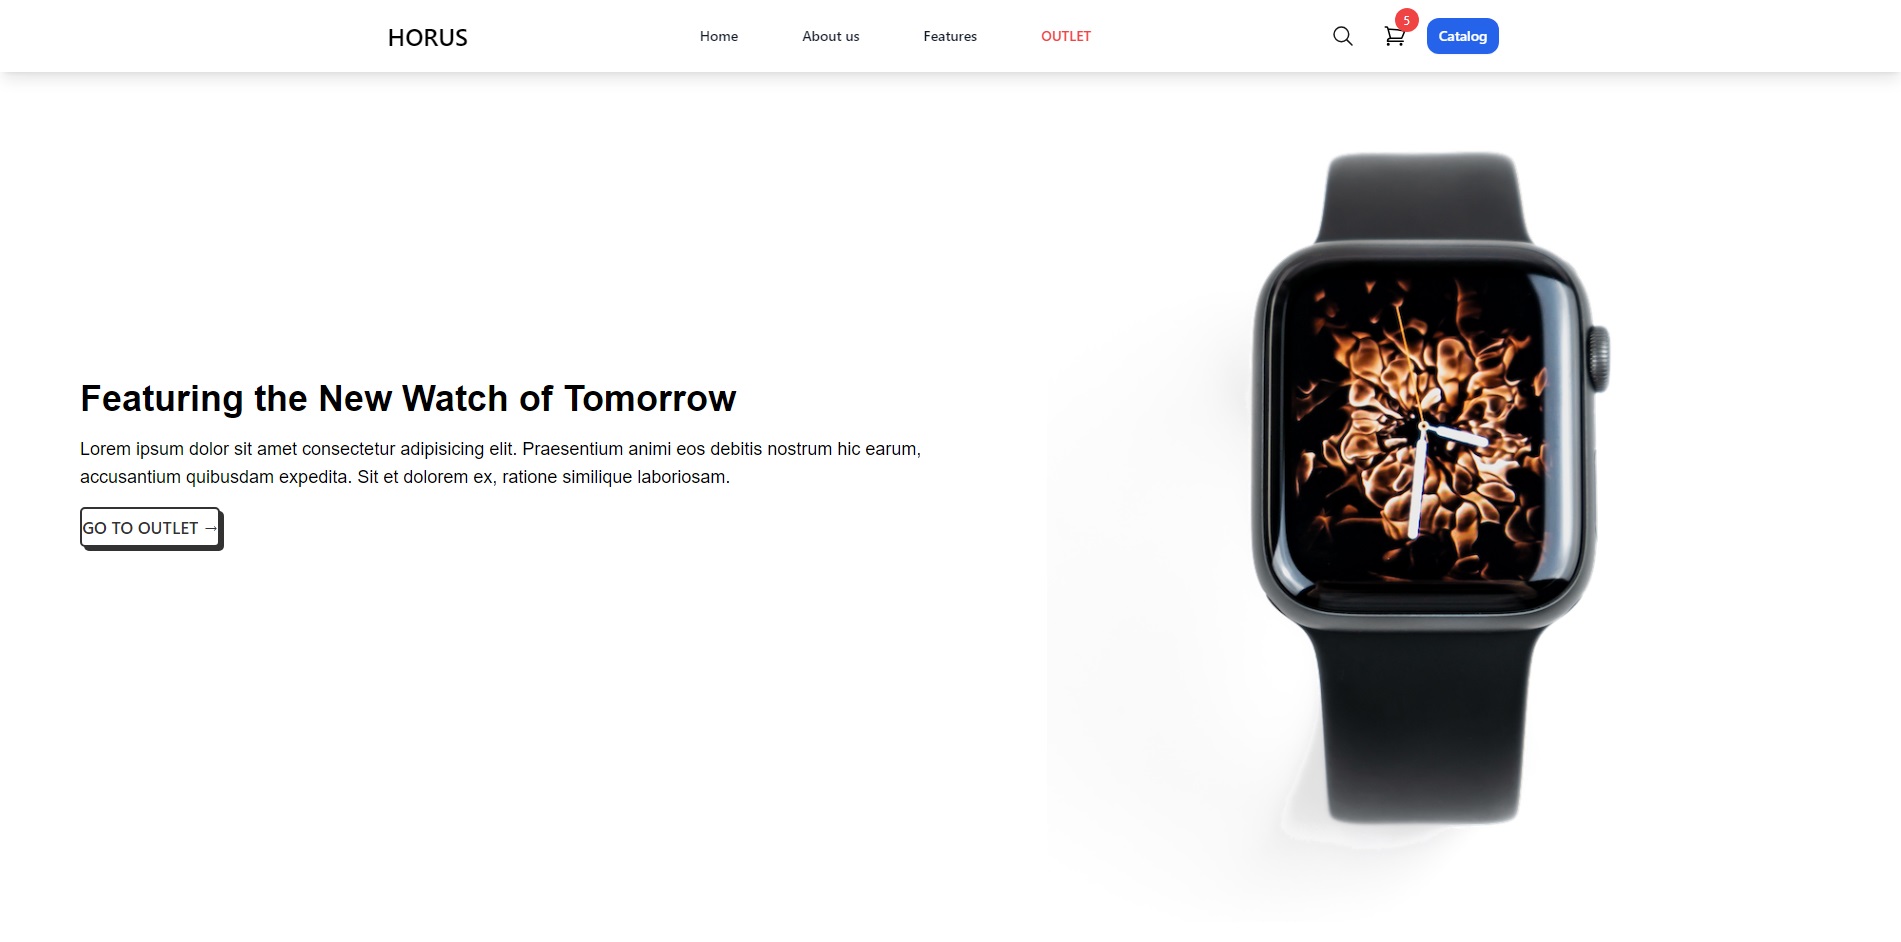 HORUS
Home
About us
Features
OUTLET
5
Catalog
Featuring the New Watch of Tomorrow
Lorem ipsum dolor sit amet consectetur adipisicing elit. Praesentium animi eos debitis nostrum hic earum,
accusantium quibusdam expedita. Sit et dolorem ex, ratione similique laboriosam.
GO TO OUTLET →